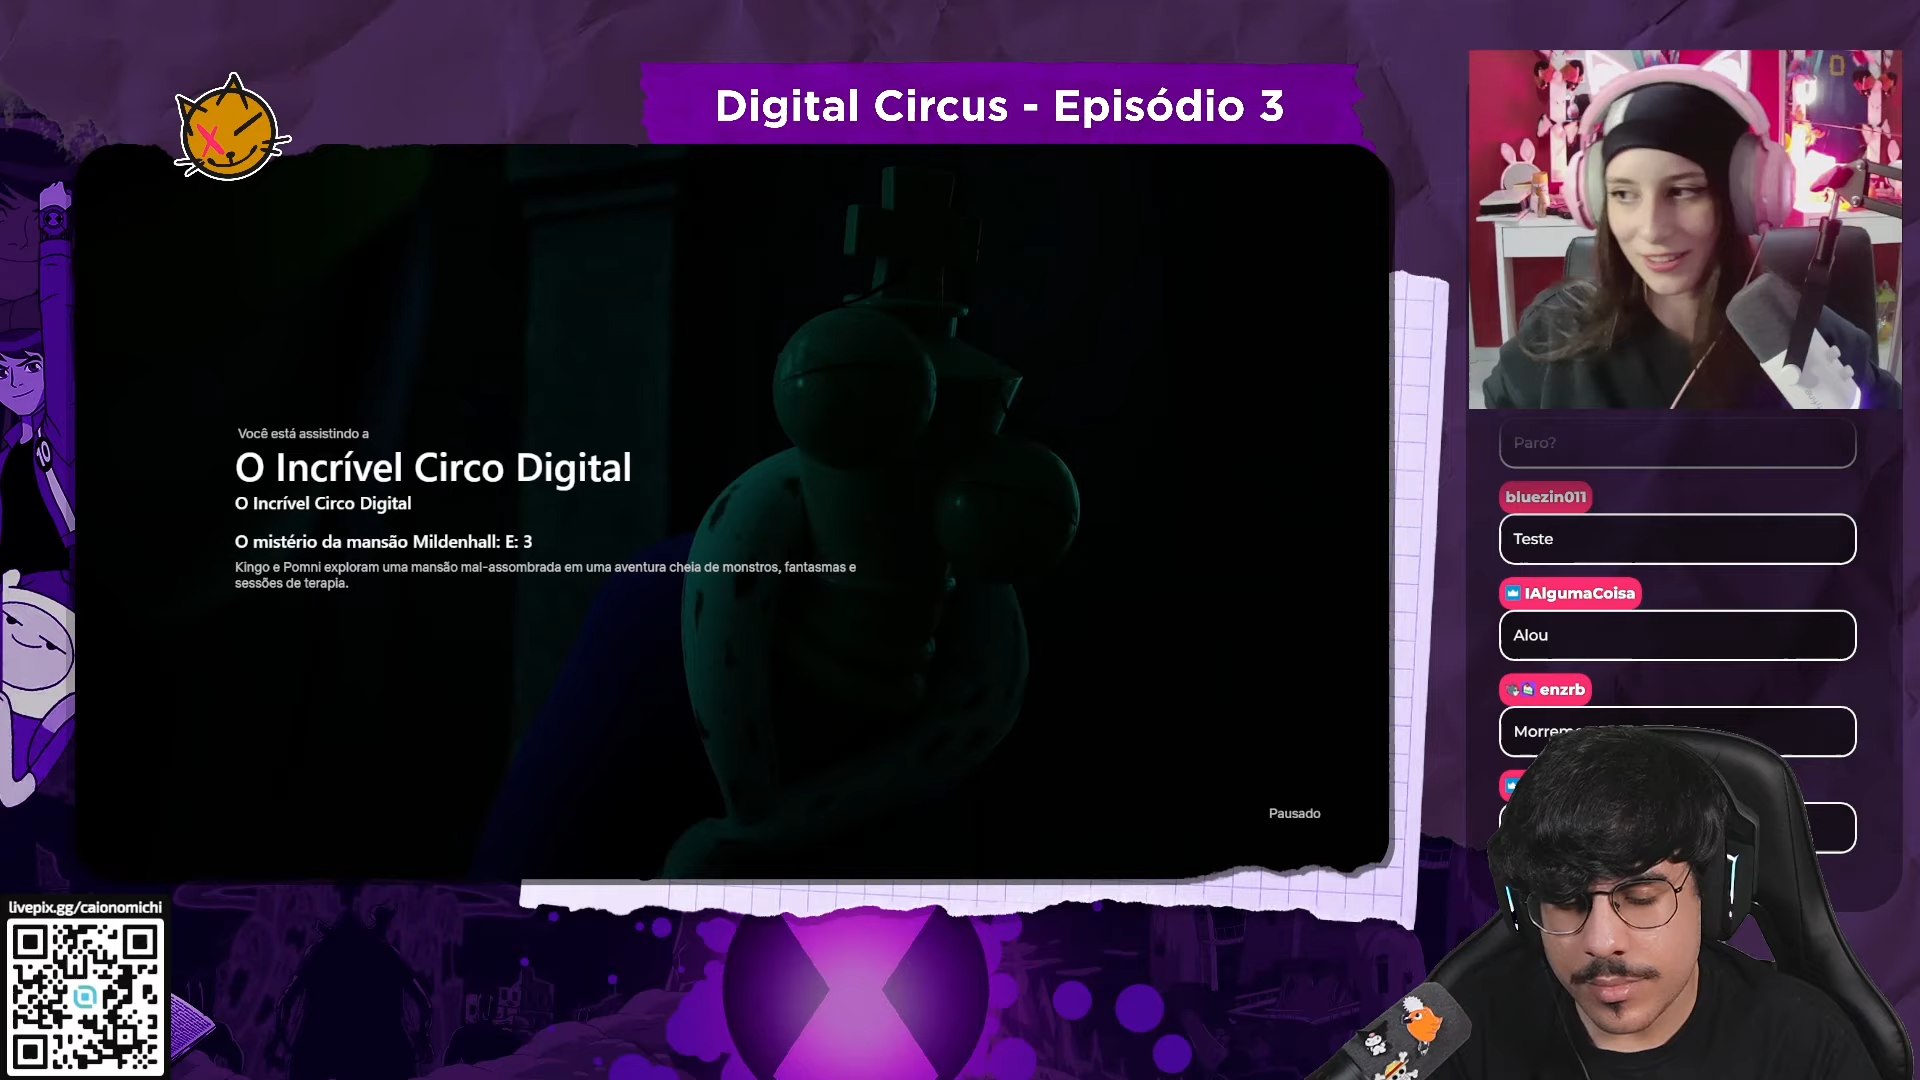 Digital Circus - Episódio 3
Você está assistindo a
O Incrível Circo Digital
O Incrível Circo Digital
O mistério da mansão Mildenhall: E: 3
Kingo e Pomni exploram uma mansão mal-assombrada em uma aventura cheia de monstros, fantasmas e
sessões de terapia.
Pausado
Paro?
bluezin011
Teste
IAlgumaCoisa
Alou
enzrb
livepix.gg/caionomichi
10